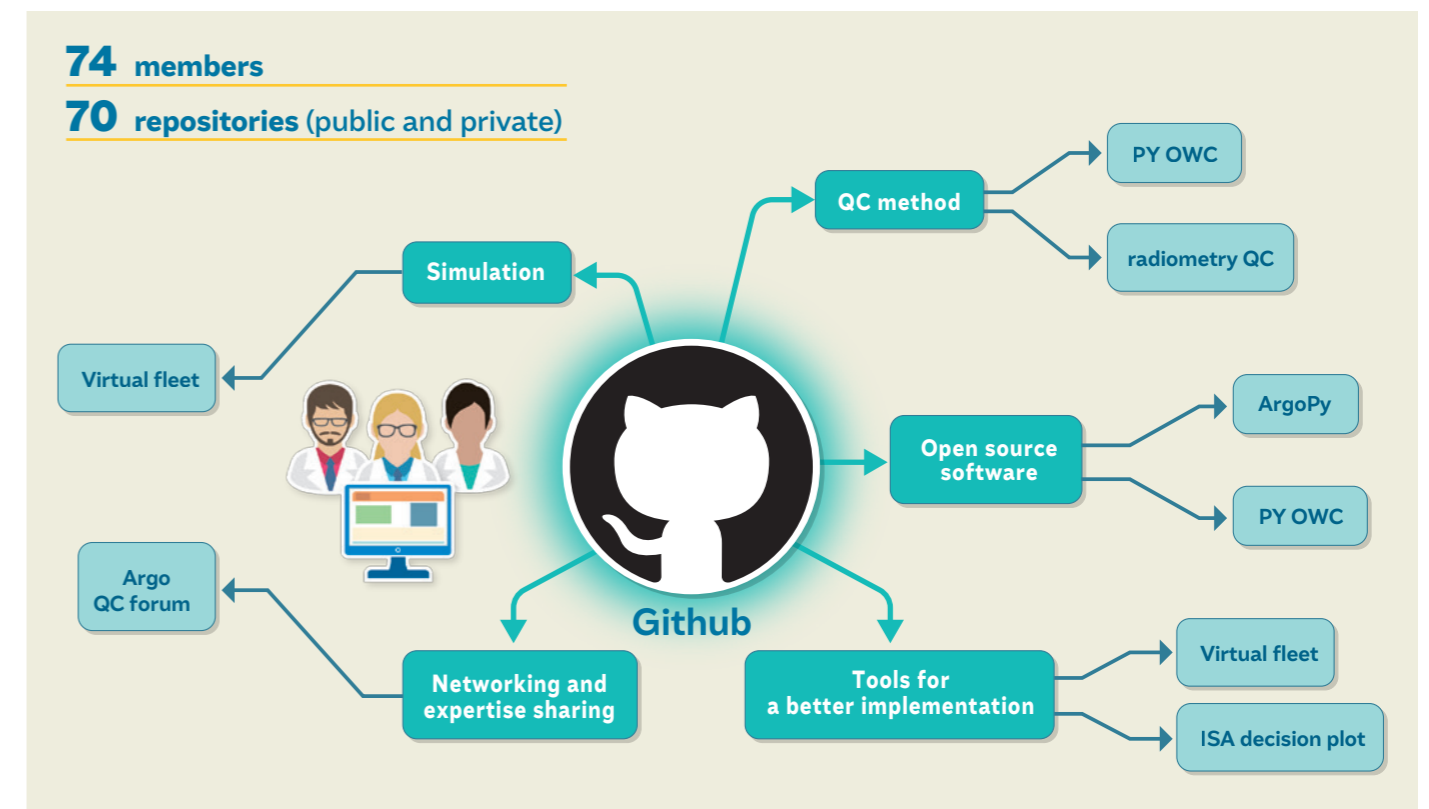 74 members
70 repositories (public and private)
PY OWC
QC method
radiometry QC
Simulation
Virtual fleet
ArgoPy
Open source
software
PY OWC
Argo
QC forum
Github
Networking and
expertise sharing
Tools for
a better implementation
Virtual fleet
ISA decision plot